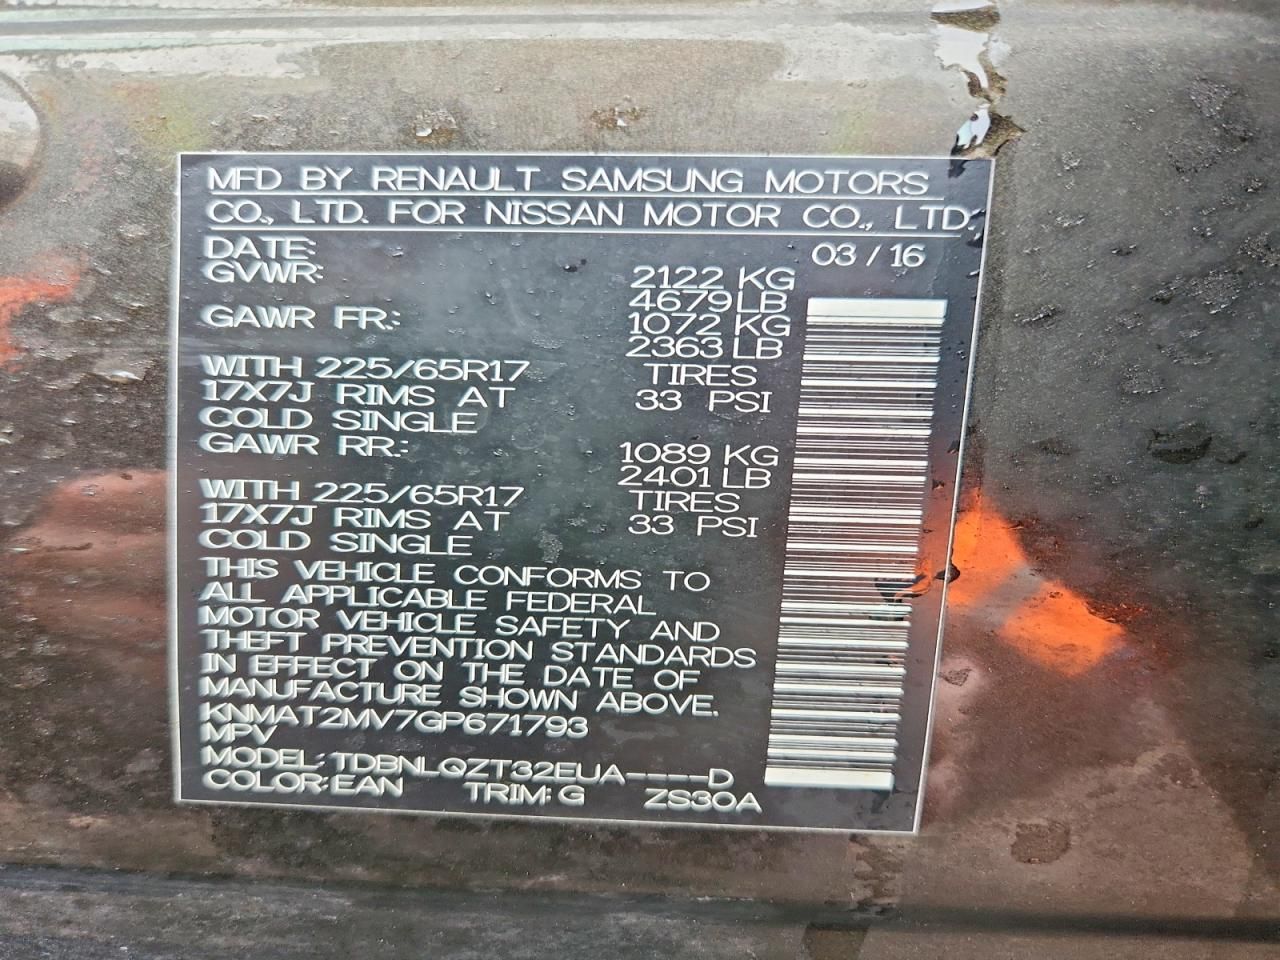 MFD BY RENAULT SAMSUNG MOTORS
CO., LTD. FOR NISSAN MOTOR CO., LTD.
DATE: 03 / 16
GVWR: 2122 KG
4679 LB
GAWR FR.: 1072 KG
2363 LB
WITH 225/65R17 TIRES
17X7J RIMS AT 33 PSI
COLD SINGLE
GAWR RR.: 1089 KG
2401 LB
WITH 225/65R17 TIRES
17X7J RIMS AT 33 PSI
COLD SINGLE
THIS VEHICLE CONFORMS TO
ALL APPLICABLE FEDERAL
MOTOR VEHICLE SAFETY AND
THEFT PREVENTION STANDARDS
IN EFFECT ON THE DATE OF
MANUFACTURE SHOWN ABOVE.
KNMAT2MV7GP671793
MPV
MODEL: TDBNLQZT32EUA----D
COLOR:EAN TRIM: G ZS30A